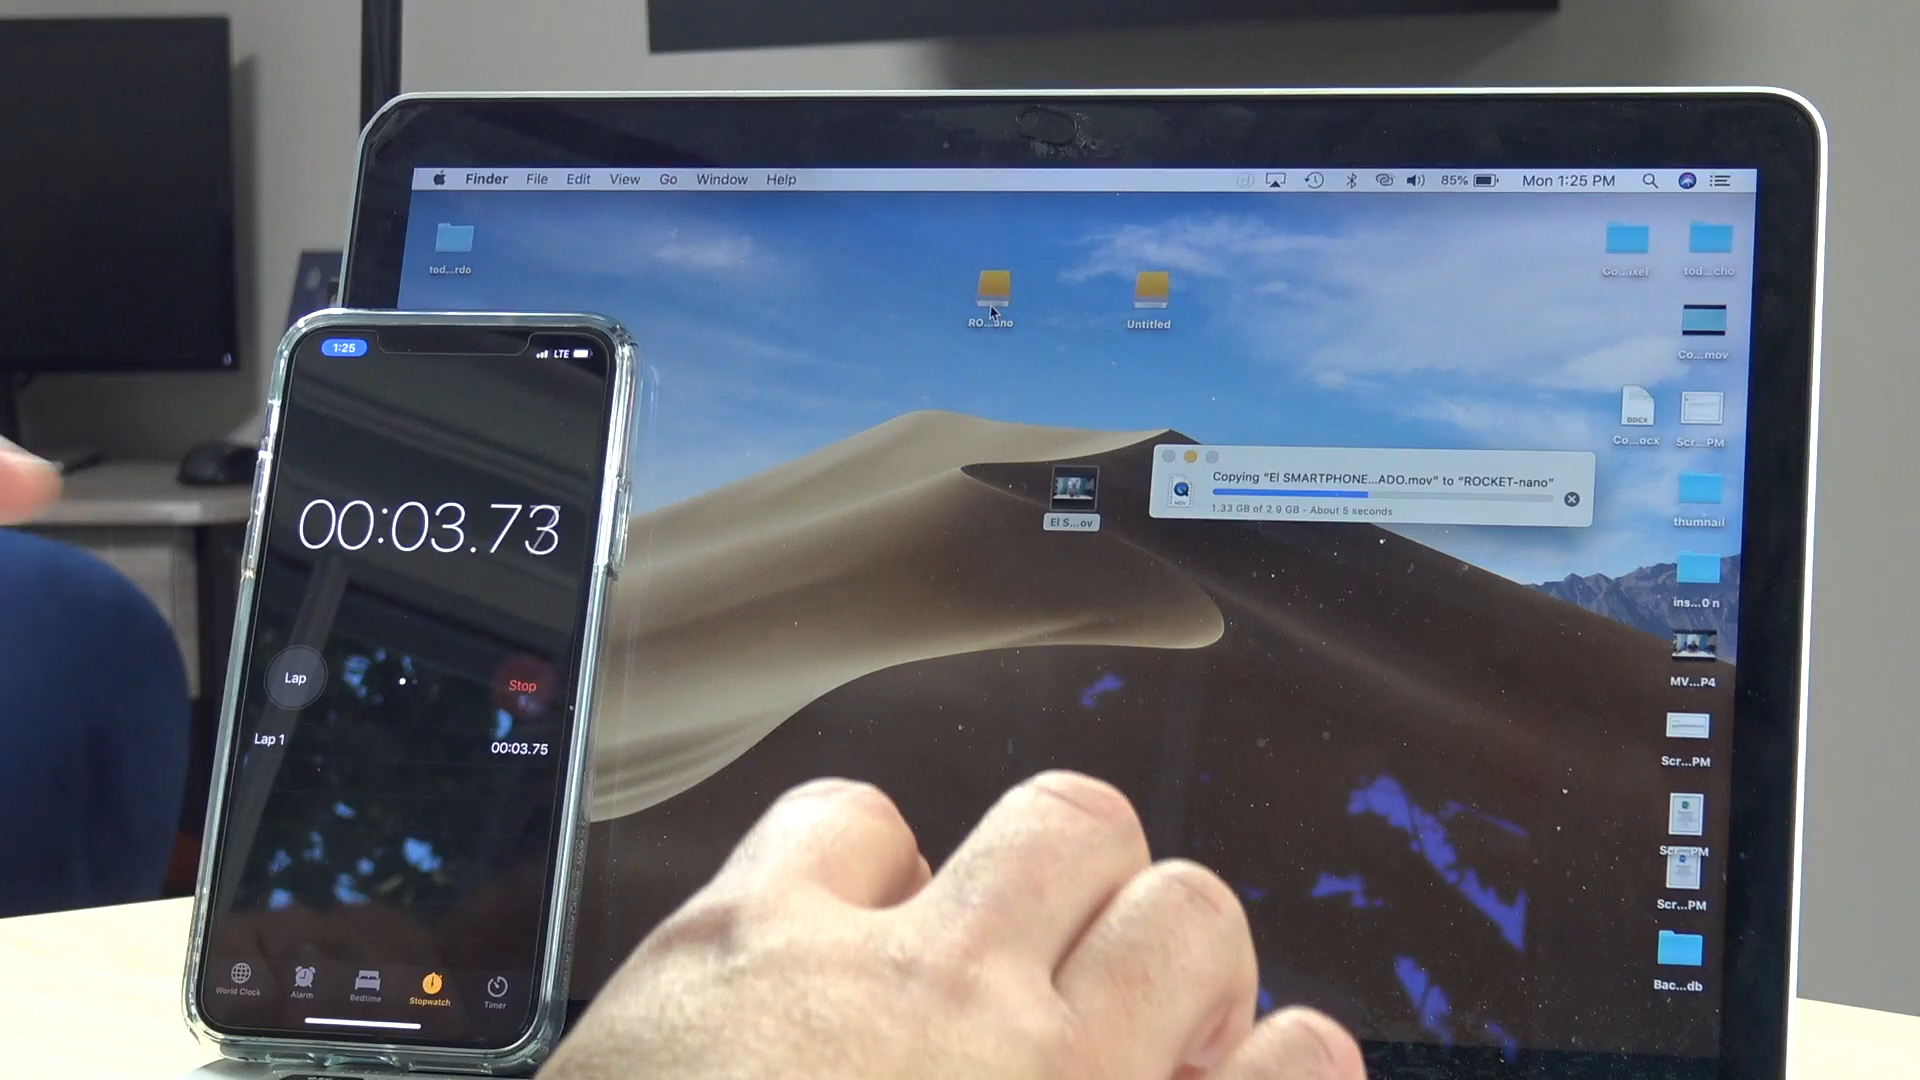 Finder File Edit View Go Window Help
85% Mon 1:25 PM
tod...rdo
RO...ano
Untitled
Co...ixel
tod...cho
Co...mov
DOCX
Co...ocx
Scr...PM
Copying “El SMARTPHONE...ADO.mov” to “ROCKET-nano”
1.33 GB of 2.9 GB - About 5 seconds
MOV
El S...ov
thumnail
ins...0 n
MV...P4
Scr...PM
Scr...PM
Scr...PM
Bac...db
1:25
LTE
00:03.73
Lap
Stop
Lap 1
00:03.75
World Clock
Alarm
Bedtime
Stopwatch
Timer